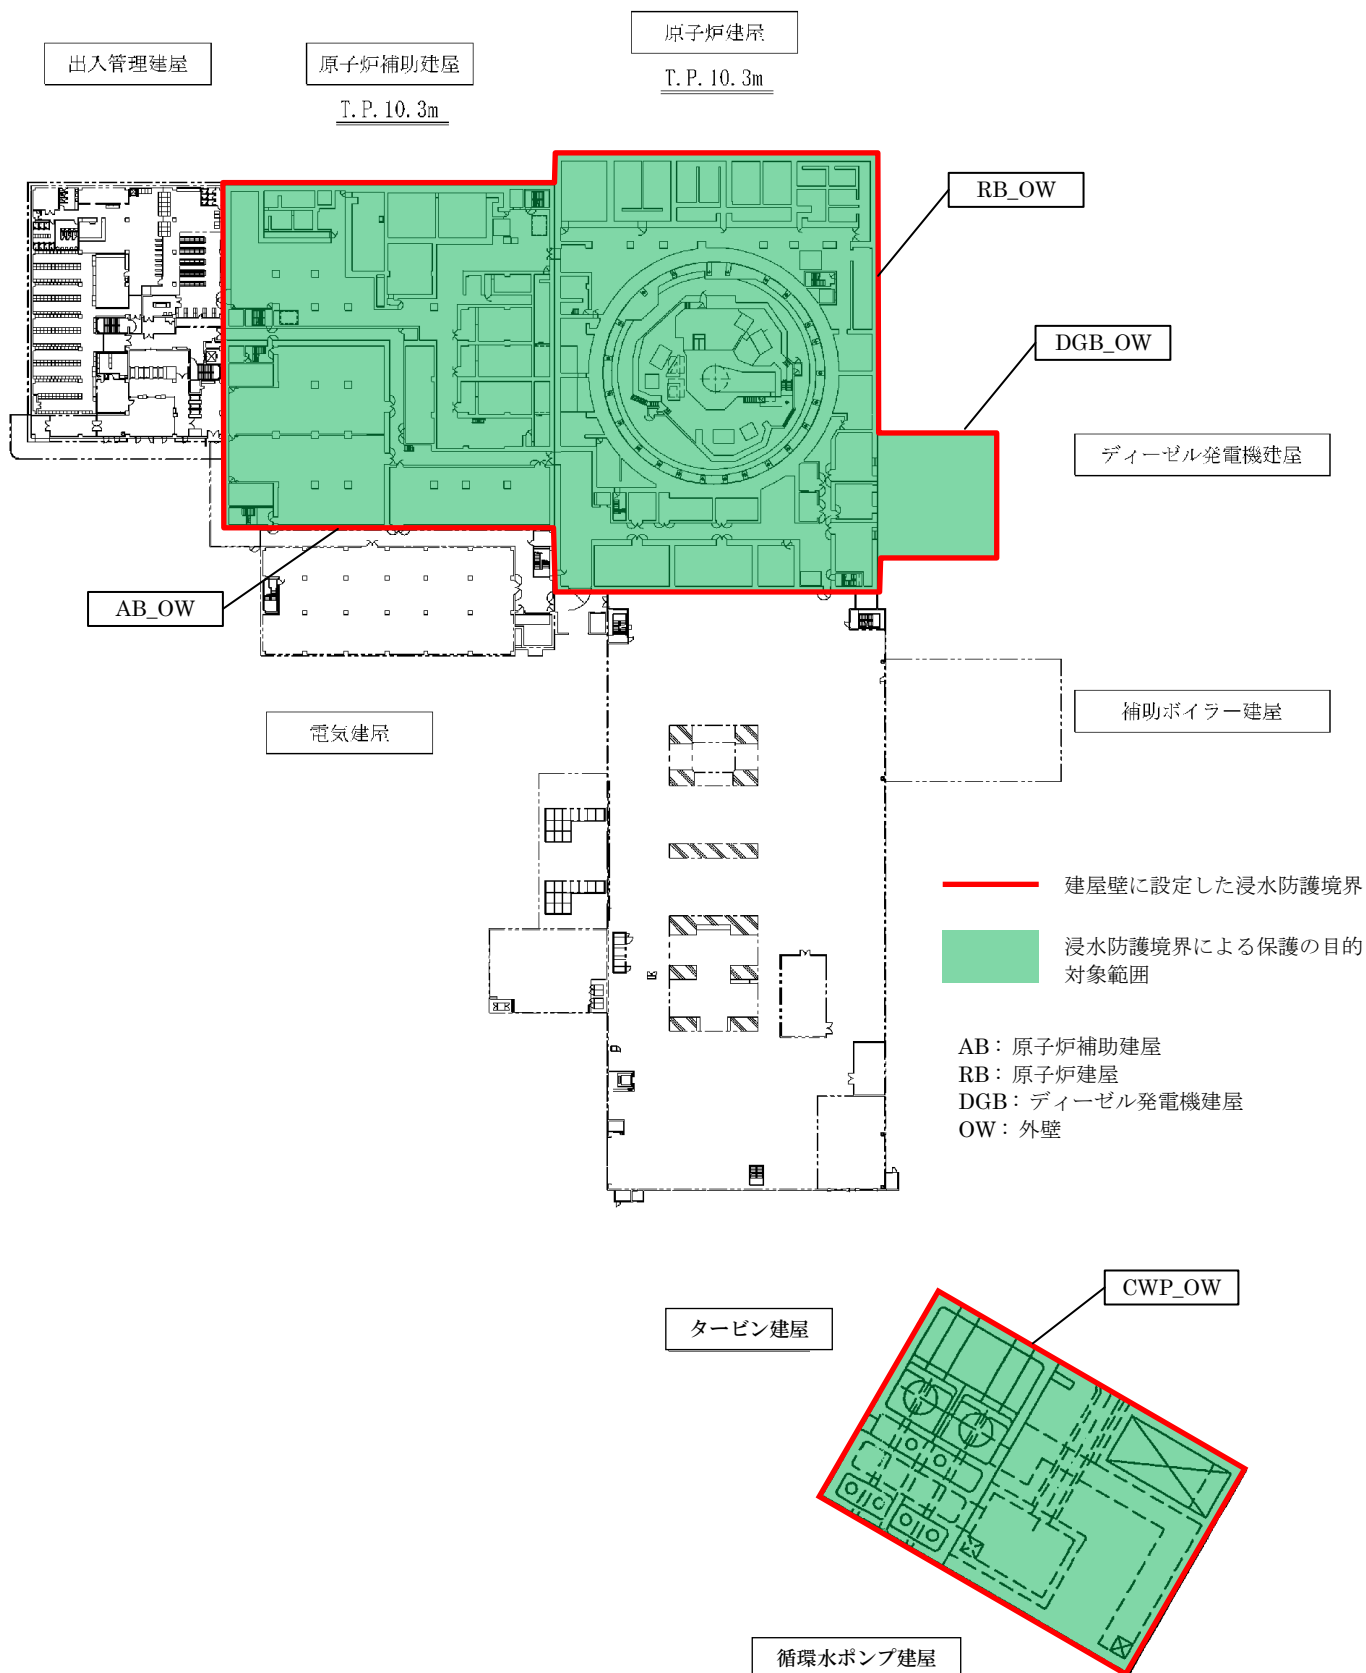 原子炉建屋
T.P.10.3m
出入管理建屋
原子炉補助建屋
T.P.10.3m
RB_OW
DGB_OW
ディーゼル発電機建屋
AB_OW
補助ボイラー建屋
電気建屋
建屋壁に設定した浸水防護境界
浸水防護境界による保護の目的
対象範囲
AB：原子炉補助建屋
RB：原子炉建屋
DGB：ディーゼル発電機建屋
OW：外壁
CWP_OW
タービン建屋
循環水ポンプ建屋